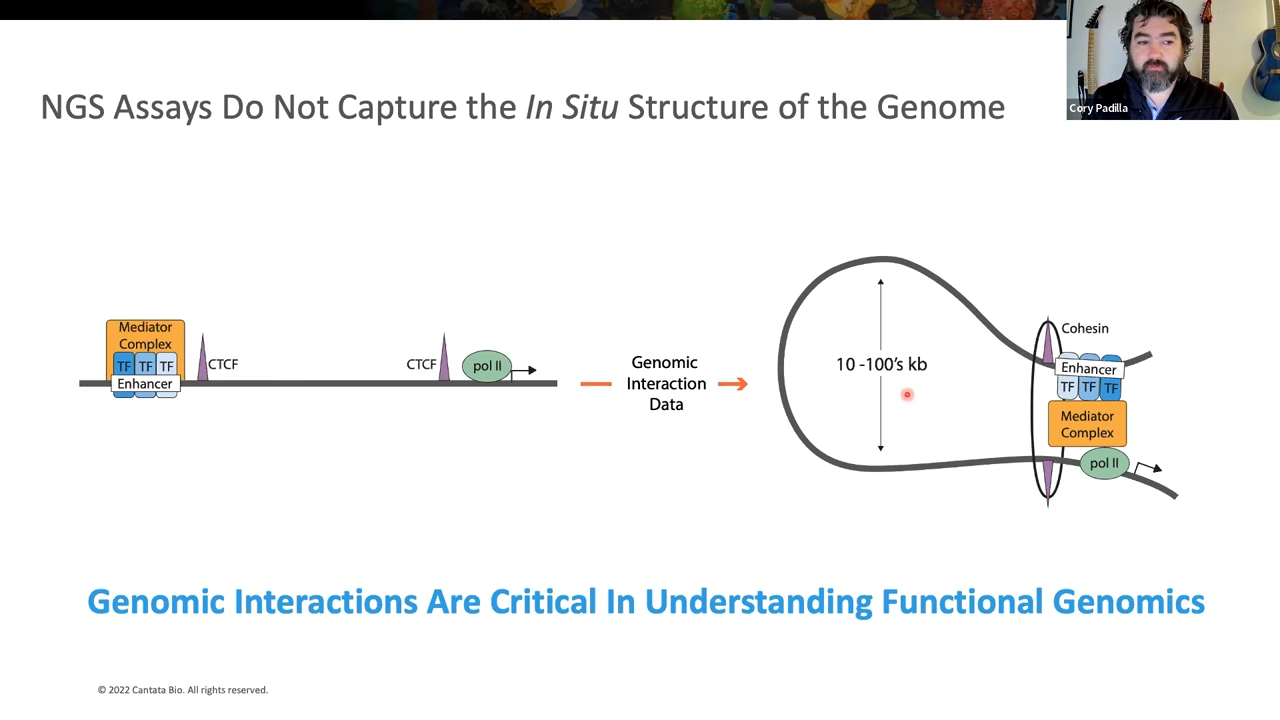 Cory Padilla
NGS Assays Do Not Capture the In Situ Structure of the Genome
Mediator
Complex
TF TF TF
Enhancer
CTCF
CTCF
pol II
Genomic
Interaction
Data
10 -100's kb
Cohesin
Enhancer
TF TF TF
Mediator
Complex
pol II
Genomic Interactions Are Critical In Understanding Functional Genomics
© 2022 Cantata Bio. All rights reserved.